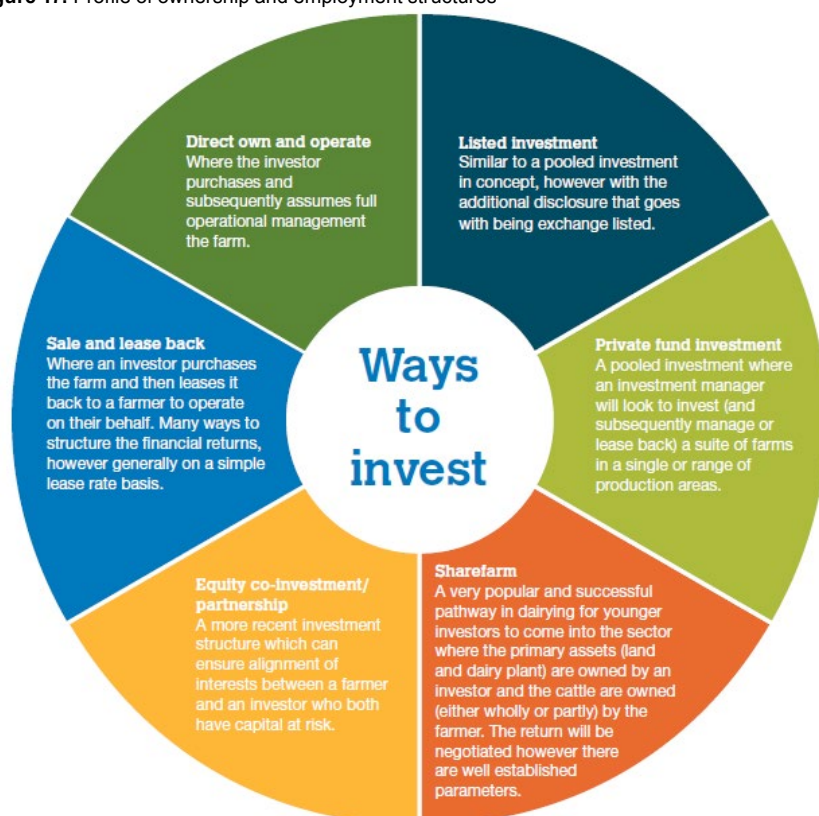 Profile of ownership and employment structures
Direct own and operate
Where the investor
purchases and
subsequently assumes full
operational management
the farm.
Listed investment
Similar to a pooled investment
in concept, however with the
additional disclosure that goes
with being exchange listed.
Sale and lease back
Where an investor purchases
the farm and then leases it
back to a farmer to operate
on their behalf. Many ways to
structure the financial returns,
however generally on a simple
lease rate basis.
Ways
to
invest
Private fund investment
A pooled investment where
an investment manager
will look to invest (and
subsequently manage or
lease back) a suite of farms
in a single or range of
production areas.
Equity co-investment/
partnership
A more recent investment
structure which can
ensure alignment of
interests between a farmer
and an investor who both
have capital at risk.
Sharefarm
A very popular and successful
pathway in dairying for younger
investors to come into the sector
where the primary assets (land
and dairy plant) are owned by an
investor and the cattle are owned
(either wholly or partly) by the
farmer. The return will be
negotiated however there
are well established
parameters.